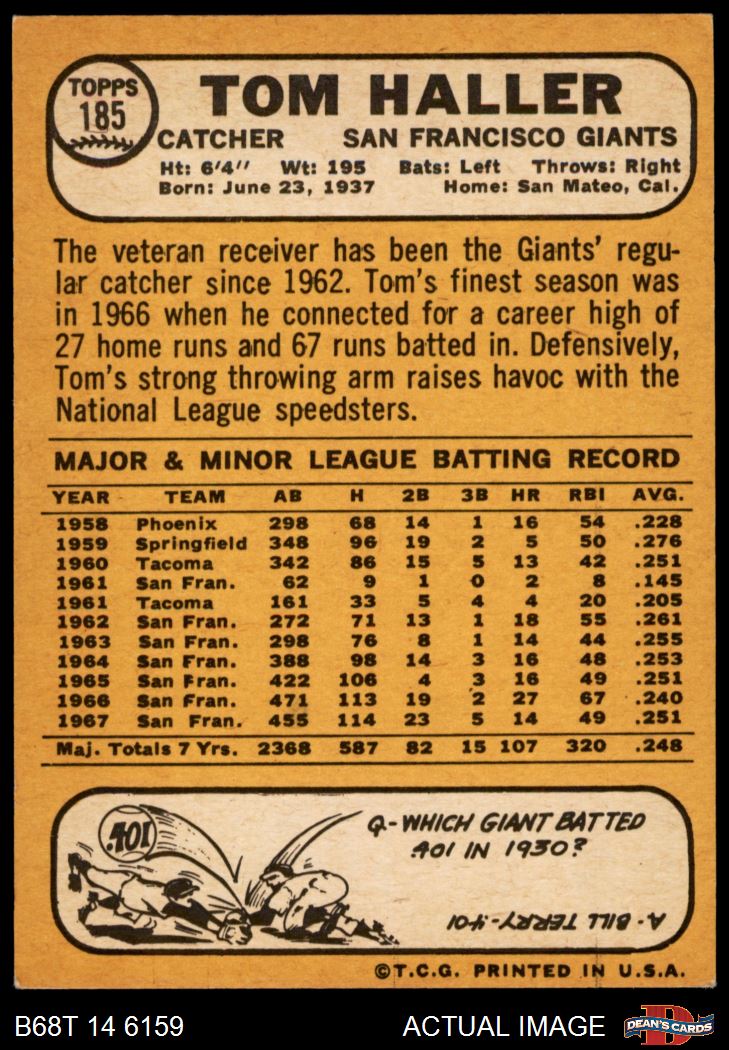 TOPPS
185
TOM HALLER
CATCHER SAN FRANCISCO GIANTS
Ht: 6'4'' Wt: 195 Bats: Left Throws: Right
Born: June 23, 1937 Home: San Mateo, Cal.
The veteran receiver has been the Giants' regu-
lar catcher since 1962. Tom's finest season was
in 1966 when he connected for a career high of
27 home runs and 67 runs batted in. Defensively,
Tom's strong throwing arm raises havoc with the
National League speedsters.
MAJOR & MINOR LEAGUE BATTING RECORD
YEAR TEAM AB H 2B 3B HR RBI AVG.
1958 Phoenix 298 68 14 1 16 54 .228
1959 Springfield 348 96 19 2 5 50 .276
1960 Tacoma 342 86 15 5 13 42 .251
1961 San Fran. 62 9 1 0 2 8 .145
1961 Tacoma 161 33 5 4 4 20 .205
1962 San Fran. 272 71 13 1 18 55 .261
1963 San Fran. 298 76 8 1 14 44 .255
1964 San Fran. 388 98 14 3 16 48 .253
1965 San Fran. 422 106 4 3 16 49 .251
1966 San Fran. 471 113 19 2 27 67 .240
1967 San Fran. 455 114 23 5 14 49 .251
Maj. Totals 7 Yrs. 2368 587 82 15 107 320 .248
.401
Q-WHICH GIANT BATTED
.401 IN 1930?
A-BILL TERRY-.401
©T.C.G. PRINTED IN U.S.A.
B68T 14 6159 ACTUAL IMAGE
D
DEAN'S CARDS